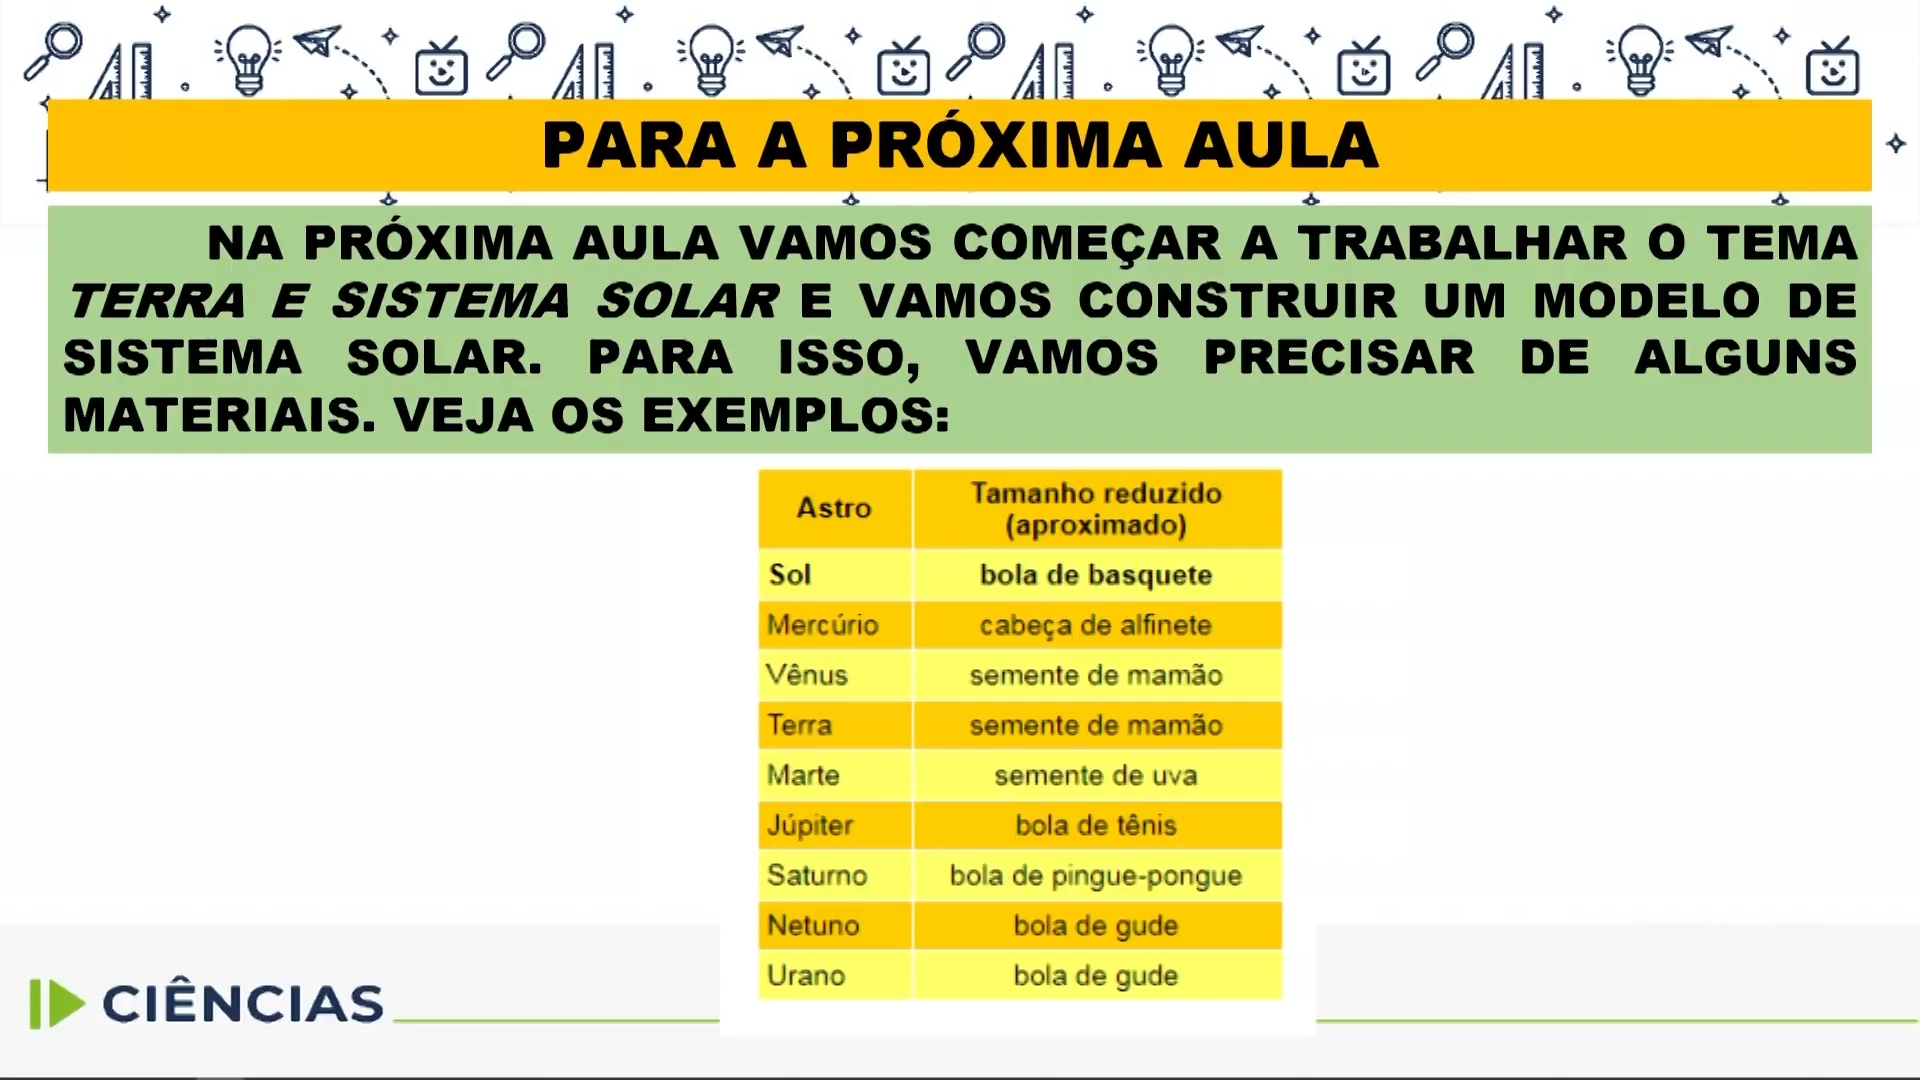 PARA A PRÓXIMA AULA
NA PRÓXIMA AULA VAMOS COMEÇAR A TRABALHAR O TEMA
TERRA E SISTEMA SOLAR E VAMOS CONSTRUIR UM MODELO DE
SISTEMA SOLAR. PARA ISSO, VAMOS PRECISAR DE ALGUNS
MATERIAIS. VEJA OS EXEMPLOS:
Astro Tamanho reduzido
(aproximado)
Sol bola de basquete
Mercúrio cabeça de alfinete
Vênus semente de mamão
Terra semente de mamão
Marte semente de uva
Júpiter bola de tênis
Saturno bola de pingue-pongue
Netuno bola de gude
Urano bola de gude
CIÊNCIAS